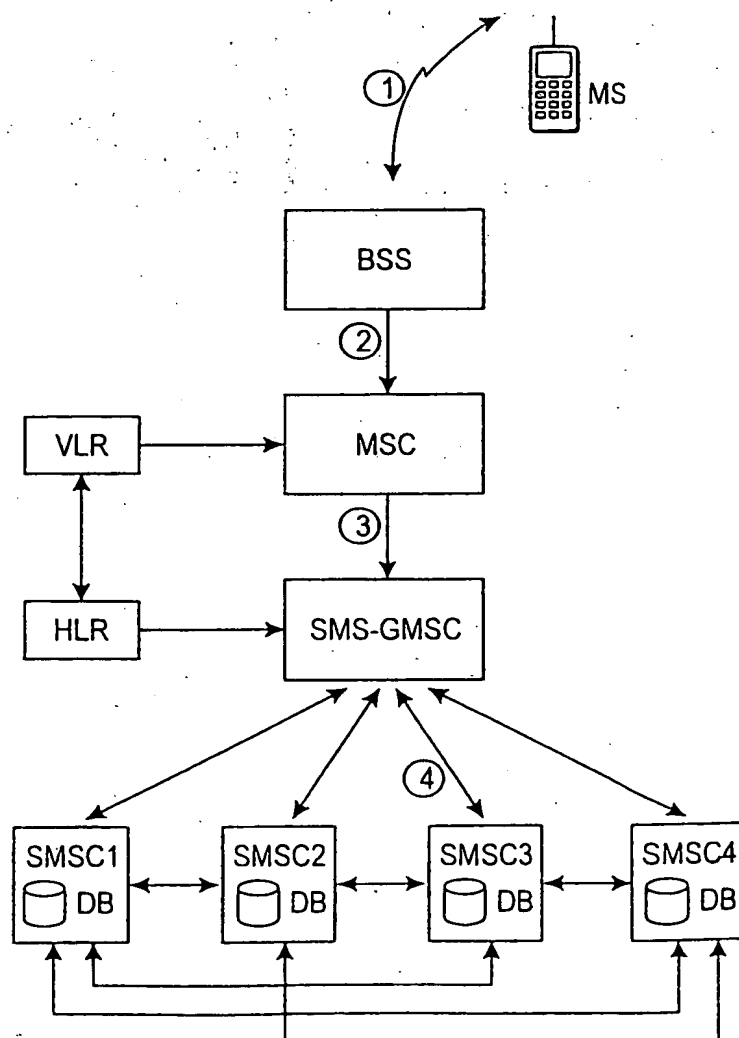 1
MS
BSS
2
VLR
MSC
3
HLR
SMS-GMSC
4
SMSC1
DB
SMSC2
DB
SMSC3
DB
SMSC4
DB